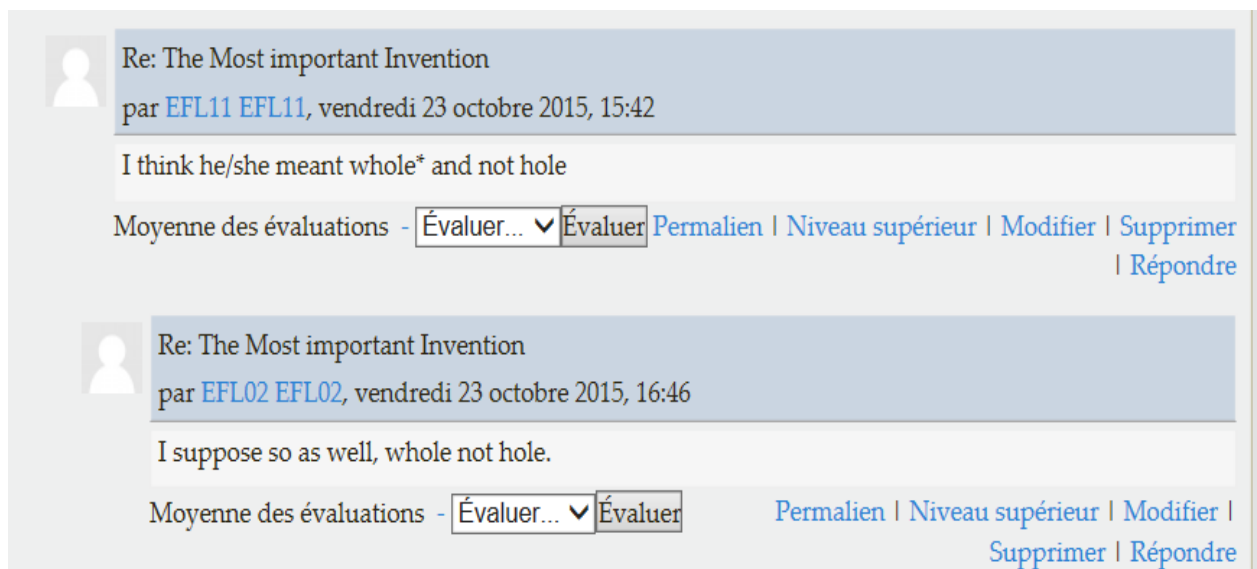 Re: The Most important Invention
par EFL11 EFL11, vendredi 23 octobre 2015, 15:42
I think he/she meant whole* and not hole
Moyenne des évaluations - Évaluer... Évaluer Permalien | Niveau supérieur | Modifier | Supprimer
| Répondre
Re: The Most important Invention
par EFL02 EFL02, vendredi 23 octobre 2015, 16:46
I suppose so as well, whole not hole.
Moyenne des évaluations - Évaluer... Évaluer Permalien | Niveau supérieur | Modifier |
Supprimer | Répondre